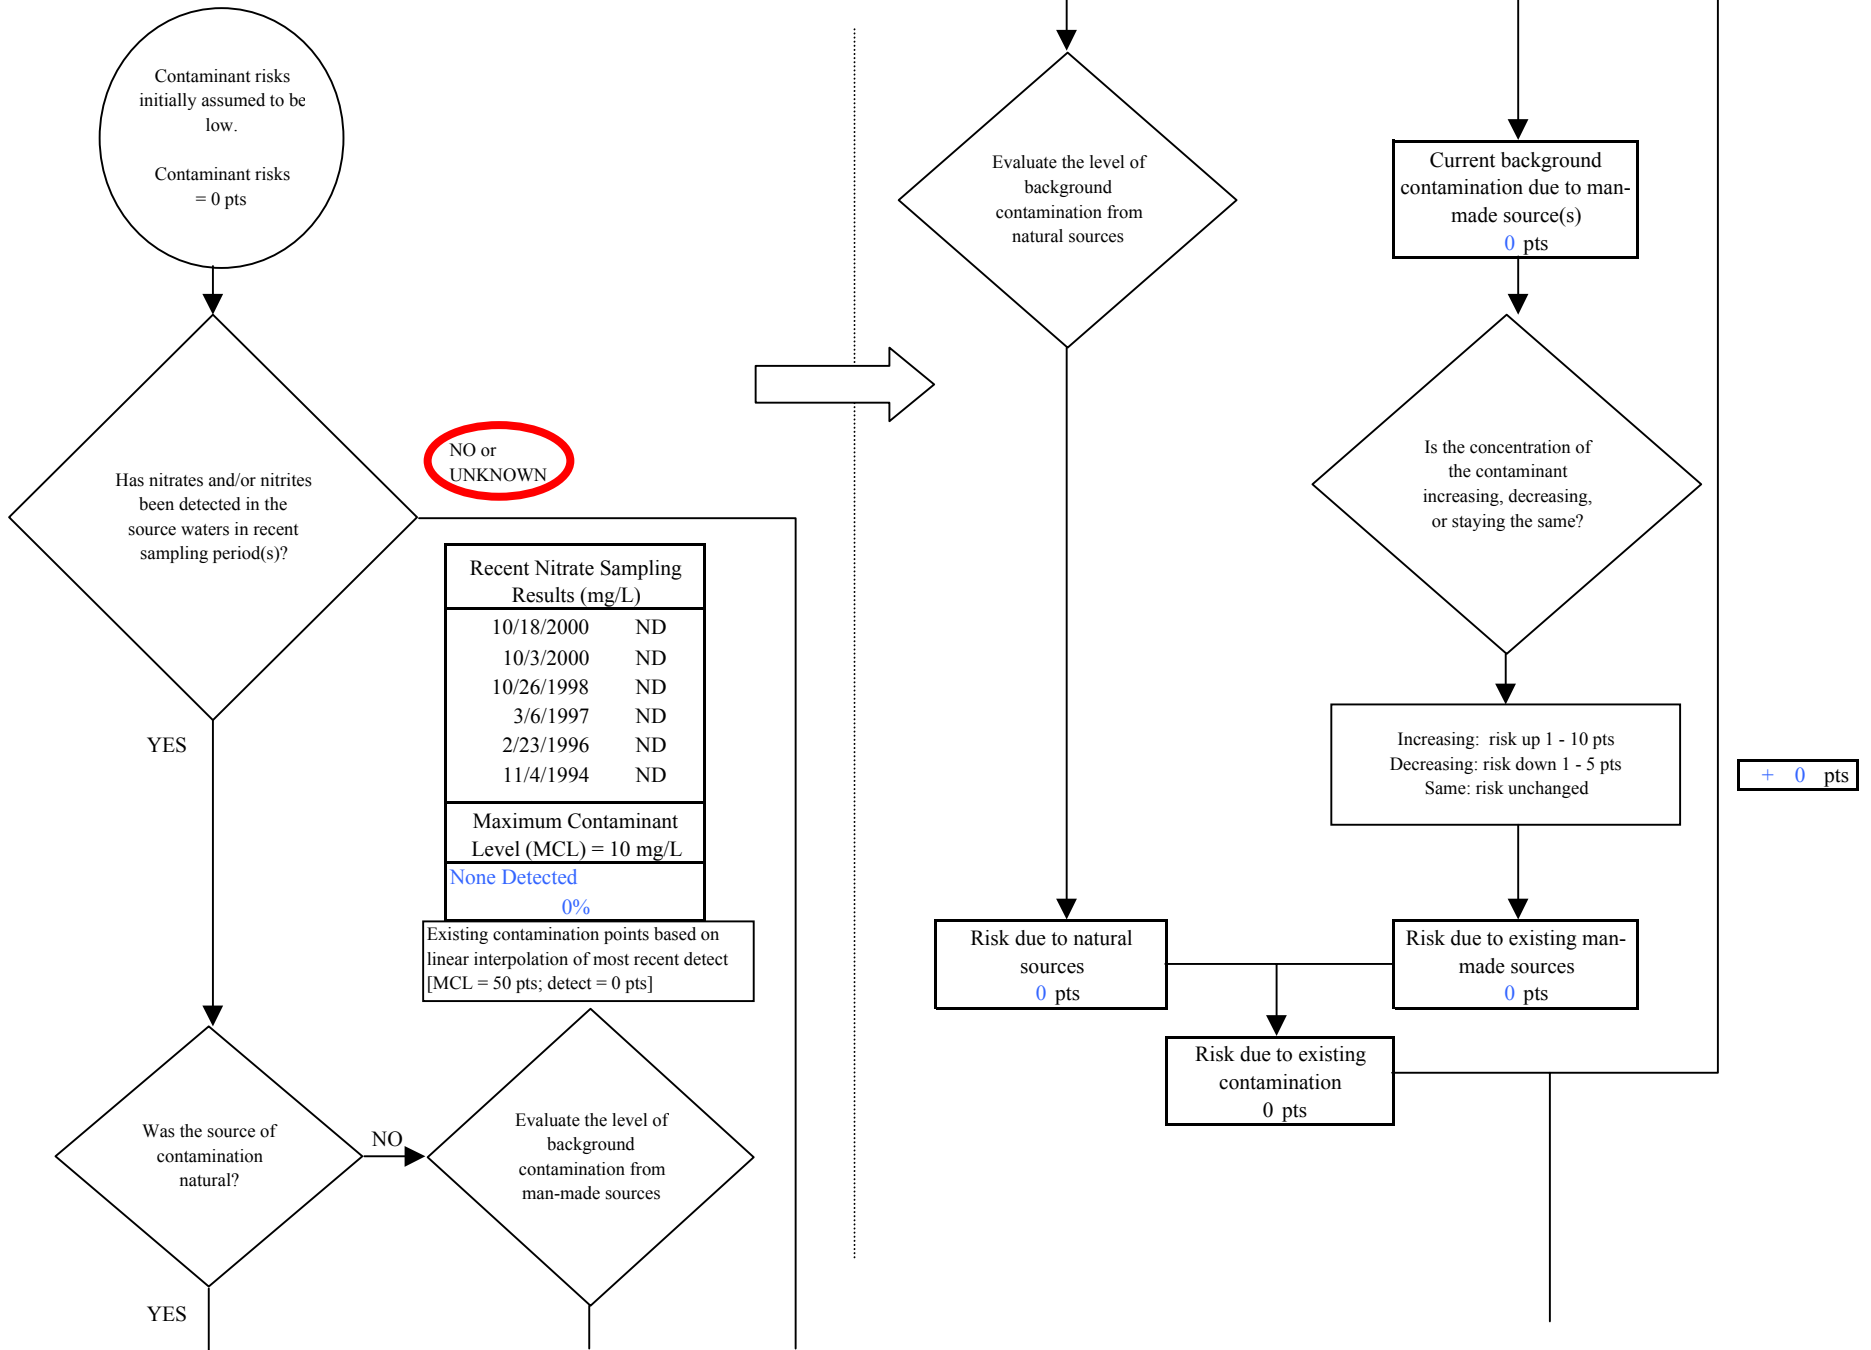 Contaminant risks
initially assumed to be
low.
Contaminant risks
= 0 pts
Has nitrates and/or nitrites
been detected in the
source waters in recent
sampling period(s)?
NO or
UNKNOWN
YES
Recent Nitrate Sampling
Results (mg/L)
10/18/2000 ND
10/3/2000 ND
10/26/1998 ND
3/6/1997 ND
2/23/1996 ND
11/4/1994 ND
Maximum Contaminant
Level (MCL) = 10 mg/L
None Detected
0%
Existing contamination points based on
linear interpolation of most recent detect
[MCL = 50 pts; detect = 0 pts]
Was the source of
contamination
natural?
NO
YES
Evaluate the level of
background
contamination from
man-made sources
Evaluate the level of
background
contamination from
natural sources
Current background
contamination due to man-
made source(s)
0 pts
Is the concentration of
the contaminant
increasing, decreasing,
or staying the same?
Increasing: risk up 1 - 10 pts
Decreasing: risk down 1 - 5 pts
Same: risk unchanged
+ 0 pts
Risk due to natural
sources
0 pts
Risk due to existing man-
made sources
0 pts
Risk due to existing
contamination
0 pts